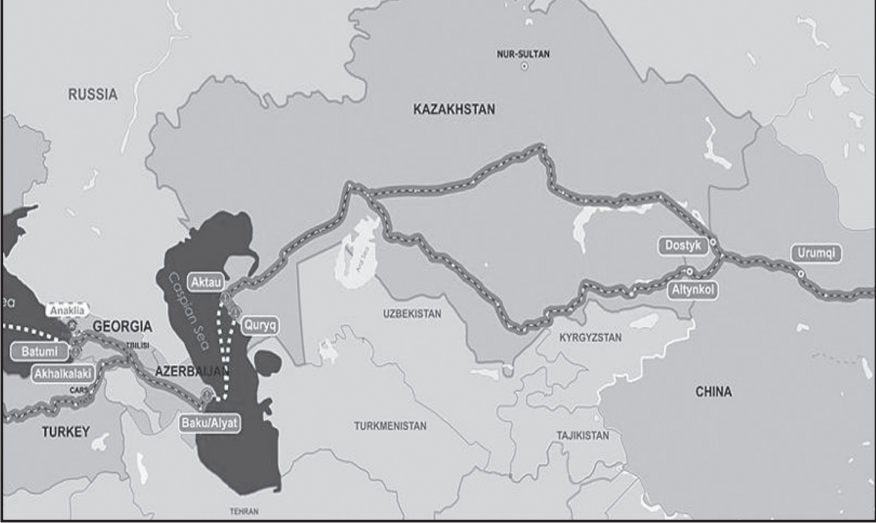 NUR-SULTAN
RUSSIA
KAZAKHSTAN
Dostyk
Urumqi
Aktau
Altynkol
Caspian Sea
Anaklia
Quryq
UZBEKISTAN
GEORGIA
KYRGYZSTAN
Batumi
TBILISI
Akhalkalaki
AZERBAIJAN
CHINA
CARS
Baku/Alyat
TURKEY
TURKMENISTAN
TAJIKISTAN
TEHRAN